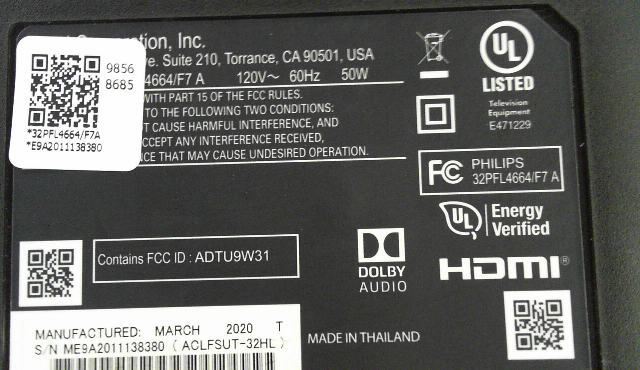 Corporation, Inc.
ve. Suite 210, Torrance, CA 90501, USA
4664/F7 A 120V~ 60Hz 50W
WITH PART 15 OF THE FCC RULES.
TO THE FOLLOWING TWO CONDITIONS:
T CAUSE HARMFUL INTERFERENCE, AND
CCEPT ANY INTERFERENCE RECEIVED,
NCE THAT MAY CAUSE UNDESIRED OPERATION.
9856
8685
*32PFL4664/F7A
*E9A2011138380
UL
LISTED
Television
Equipment
E471229
FC PHILIPS
32PFL4664/F7 A
UL Energy
Verified
Contains FCC ID : ADTU9W31
DOLBY
AUDIO
HDMI®
MANUFACTURED: MARCH 2020 T
S/N ME9A2011138380 ( ACLFSUT-32HL )
MADE IN THAILAND